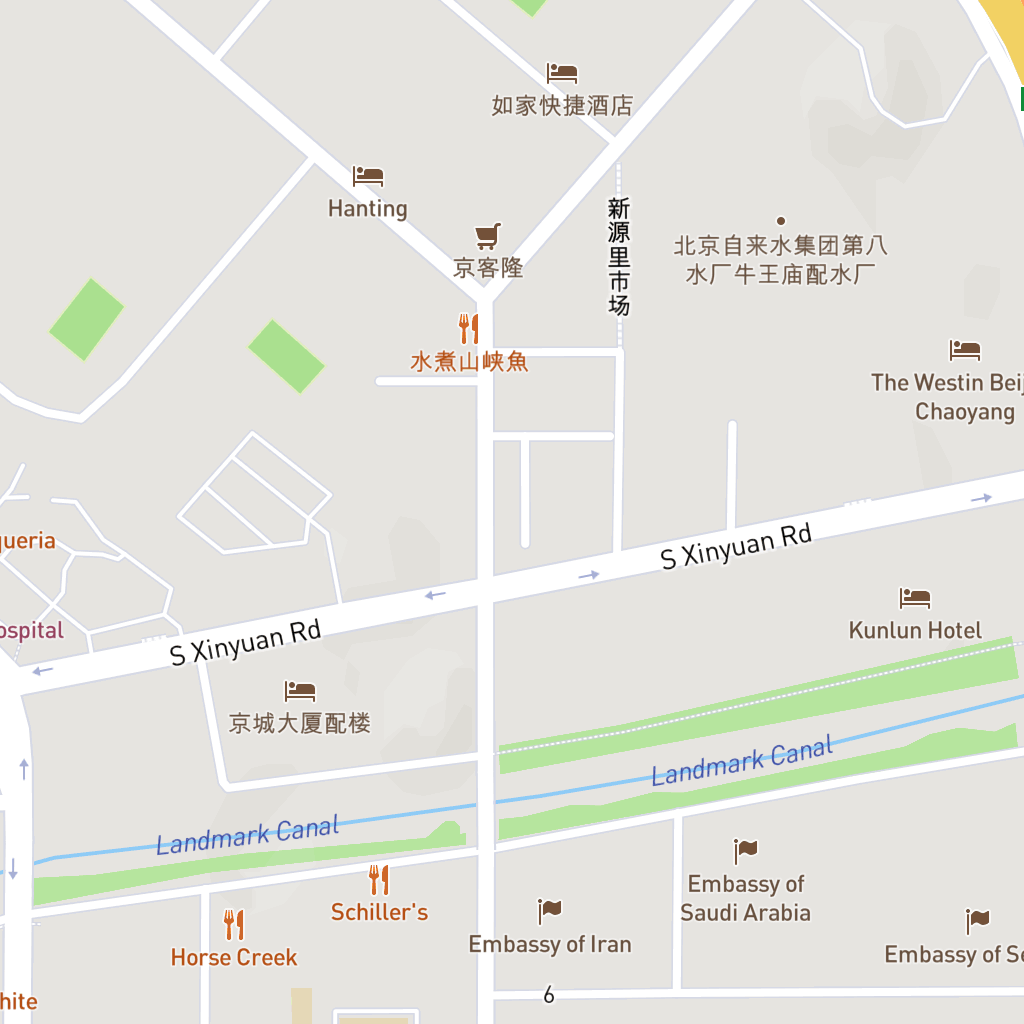 如家快捷酒店
Hanting
新源里市场
北京自来水集团第八
水厂牛王庙配水厂
京客隆
水煮山峡魚
The Westin Beij
Chaoyang
queria
S Xinyuan Rd
Kunlun Hotel
ospital
S Xinyuan Rd
京城大厦配楼
Landmark Canal
Landmark Canal
Embassy of
Saudi Arabia
Schiller's
Embassy of Iran
Horse Creek
Embassy of Se
hite
6